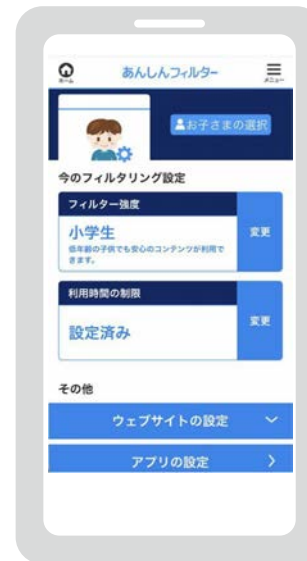 ホーム
あんしんフィルター
メニュー
お子さまの選択
今のフィルタリング設定
フィルター強度
小学生
低年齢の子供でも安心のコンテンツが利用で
きます。
変更
利用時間の制限
設定済み
変更
その他
ウェブサイトの設定
アプリの設定